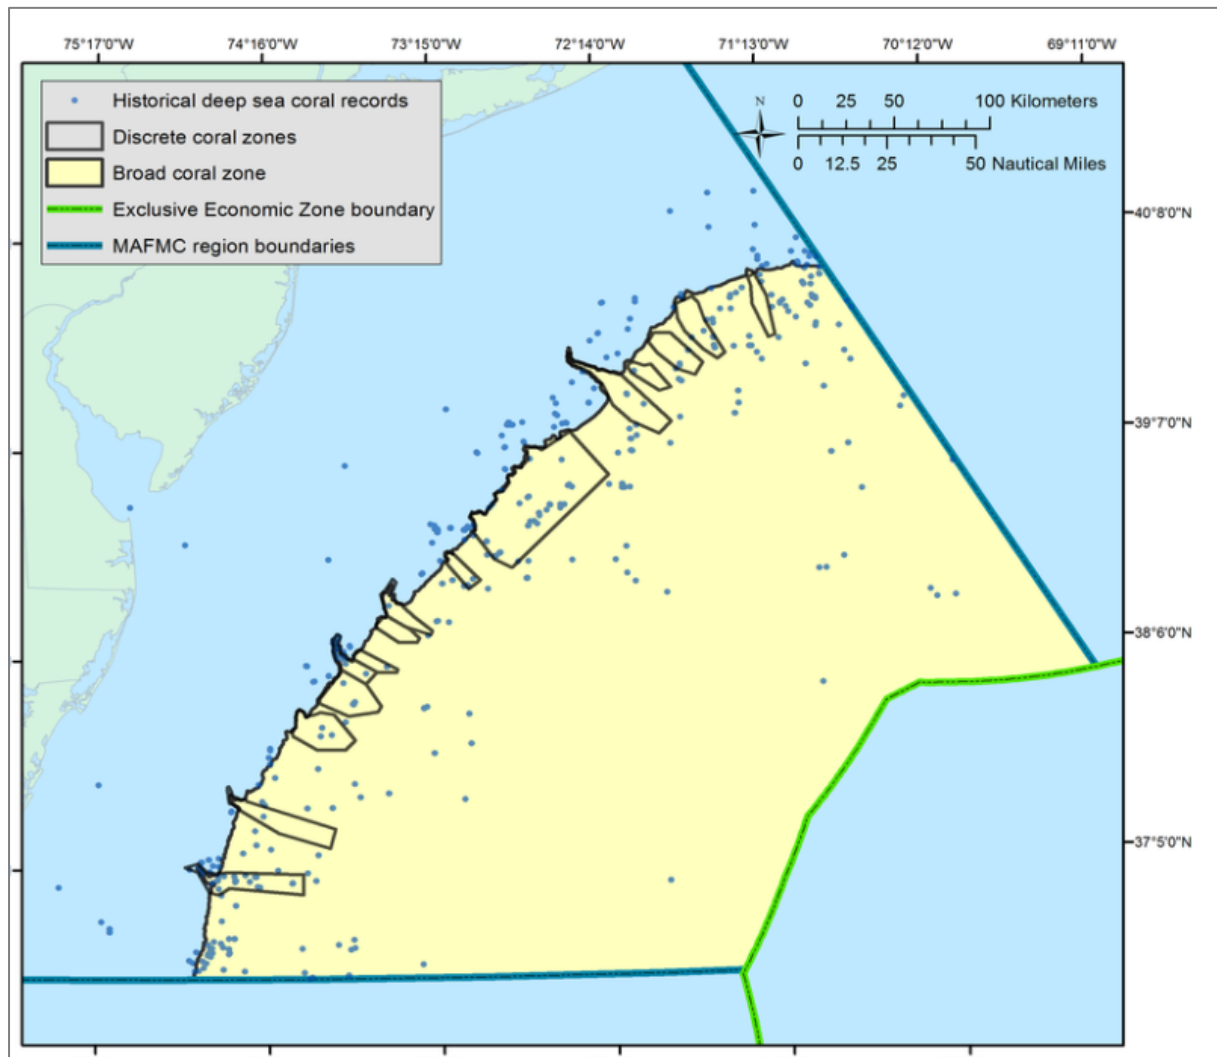 75°17'0"W 74°16'0"W 73°15'0"W 72°14'0"W 71°13'0"W 70°12'0"W 69°11'0"W
Historical deep sea coral records
Discrete coral zones
Broad coral zone
Exclusive Economic Zone boundary
MAFMC region boundaries
N
0 25 50 100 Kilometers
0 12.5 25 50 Nautical Miles
40°8'0"N
39°7'0"N
38°6'0"N
37°5'0"N